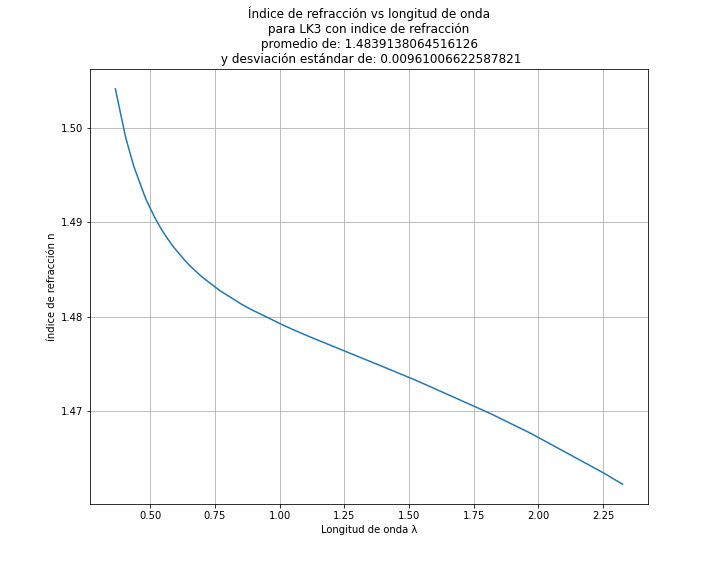 Índice de refracción vs longitud de onda
para LK3 con indice de refracción
promedio de: 1.4839138064516126
y desviación estándar de: 0.00961006622587821
1.50
1.49
1.48
1.47
índice de refracción n
0.50 0.75 1.00 1.25 1.50 1.75 2.00 2.25
Longitud de onda λ